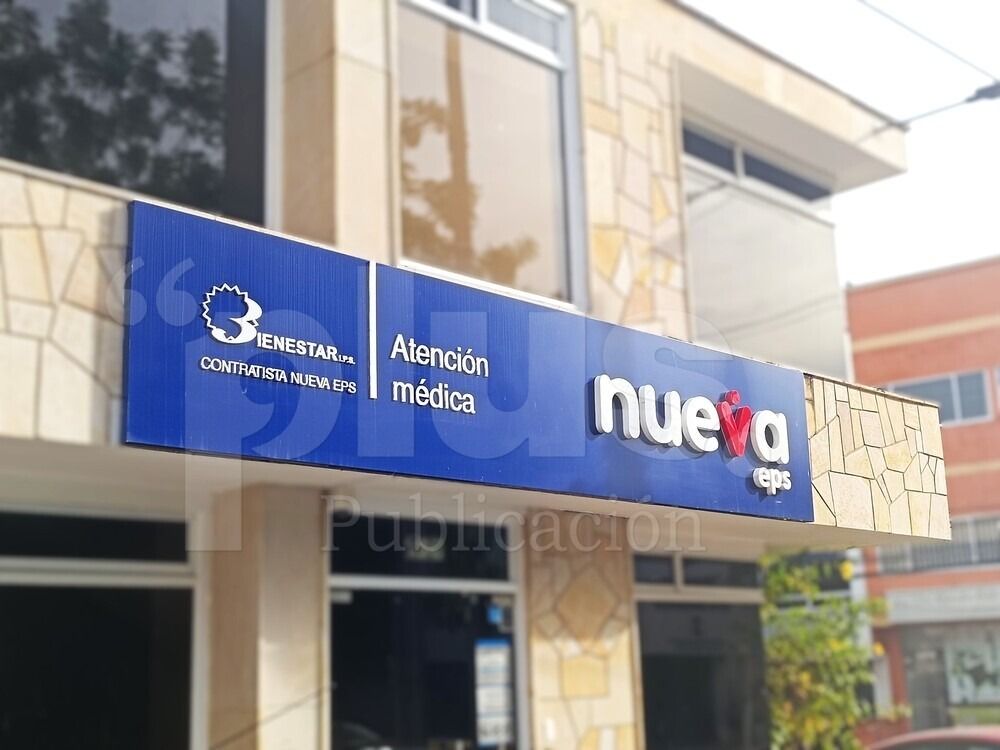 BIENESTAR I.P.S.
CONTRATISTA NUEVA EPS
Atención
médica
nueva
eps
“plus
Publicación